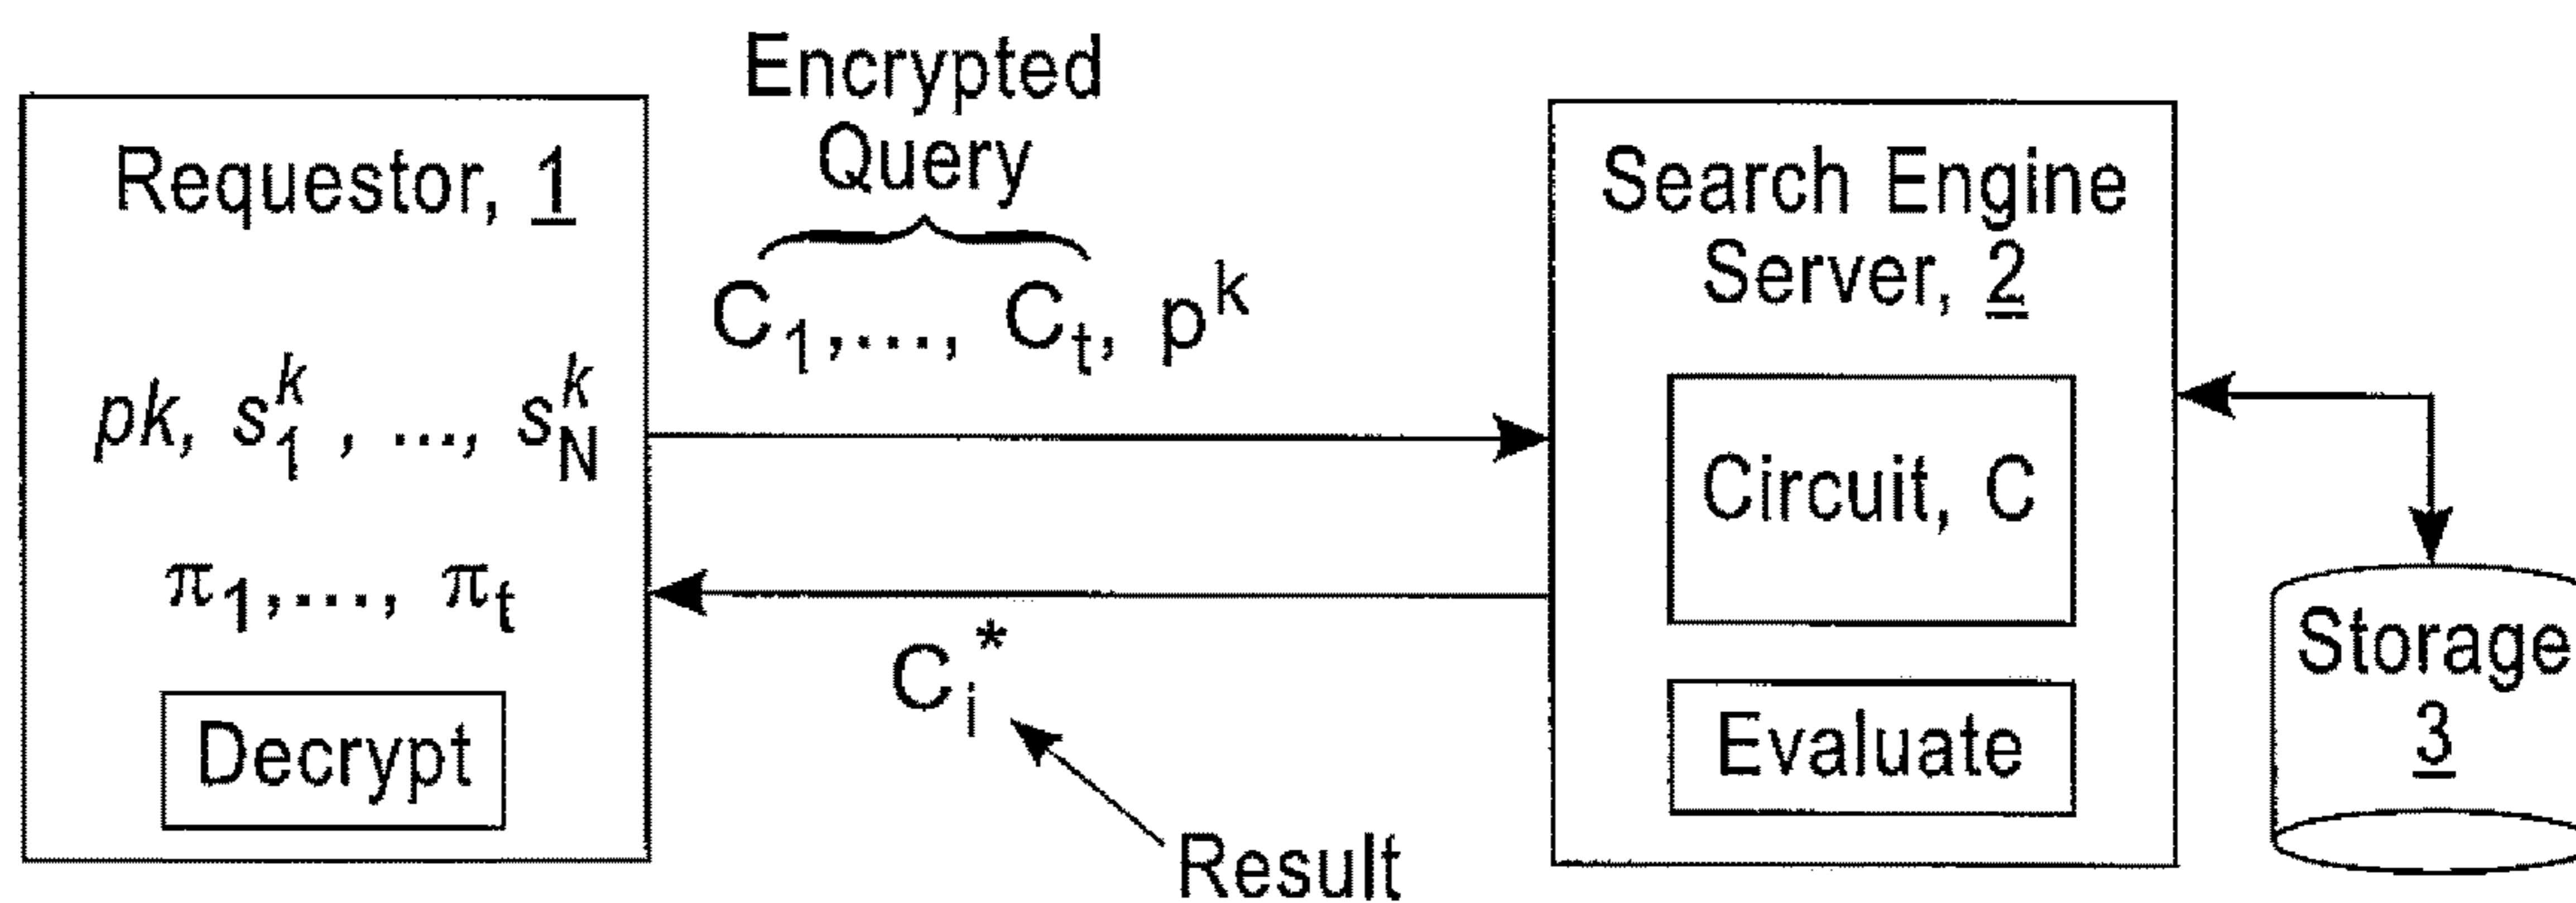 Requestor, 1
pk, s₁ᵏ, ..., s_Nᵏ
π₁,..., πₜ
Decrypt
Encrypted
Query
C₁,..., Cₜ, pᵏ
Cᵢ*
Result
Search Engine
Server, 2
Circuit, C
Evaluate
Storage
3